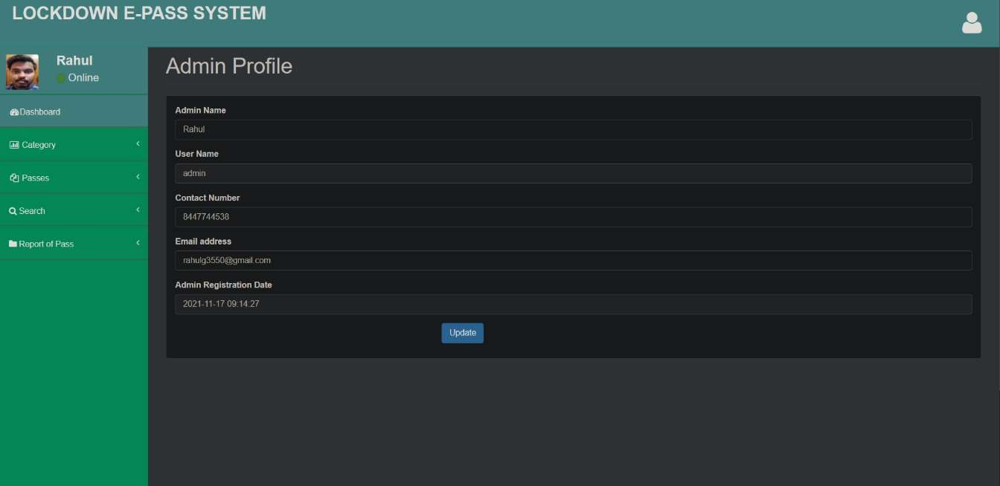 LOCKDOWN E-PASS SYSTEM
Rahul
Online
Dashboard
Category
Passes
Search
Report of Pass
Admin Profile
Admin Name
Rahul
User Name
admin
Contact Number
8447744538
Email address
rahulg3550@gmail.com
Admin Registration Date
2021-11-17 09:14:27
Update